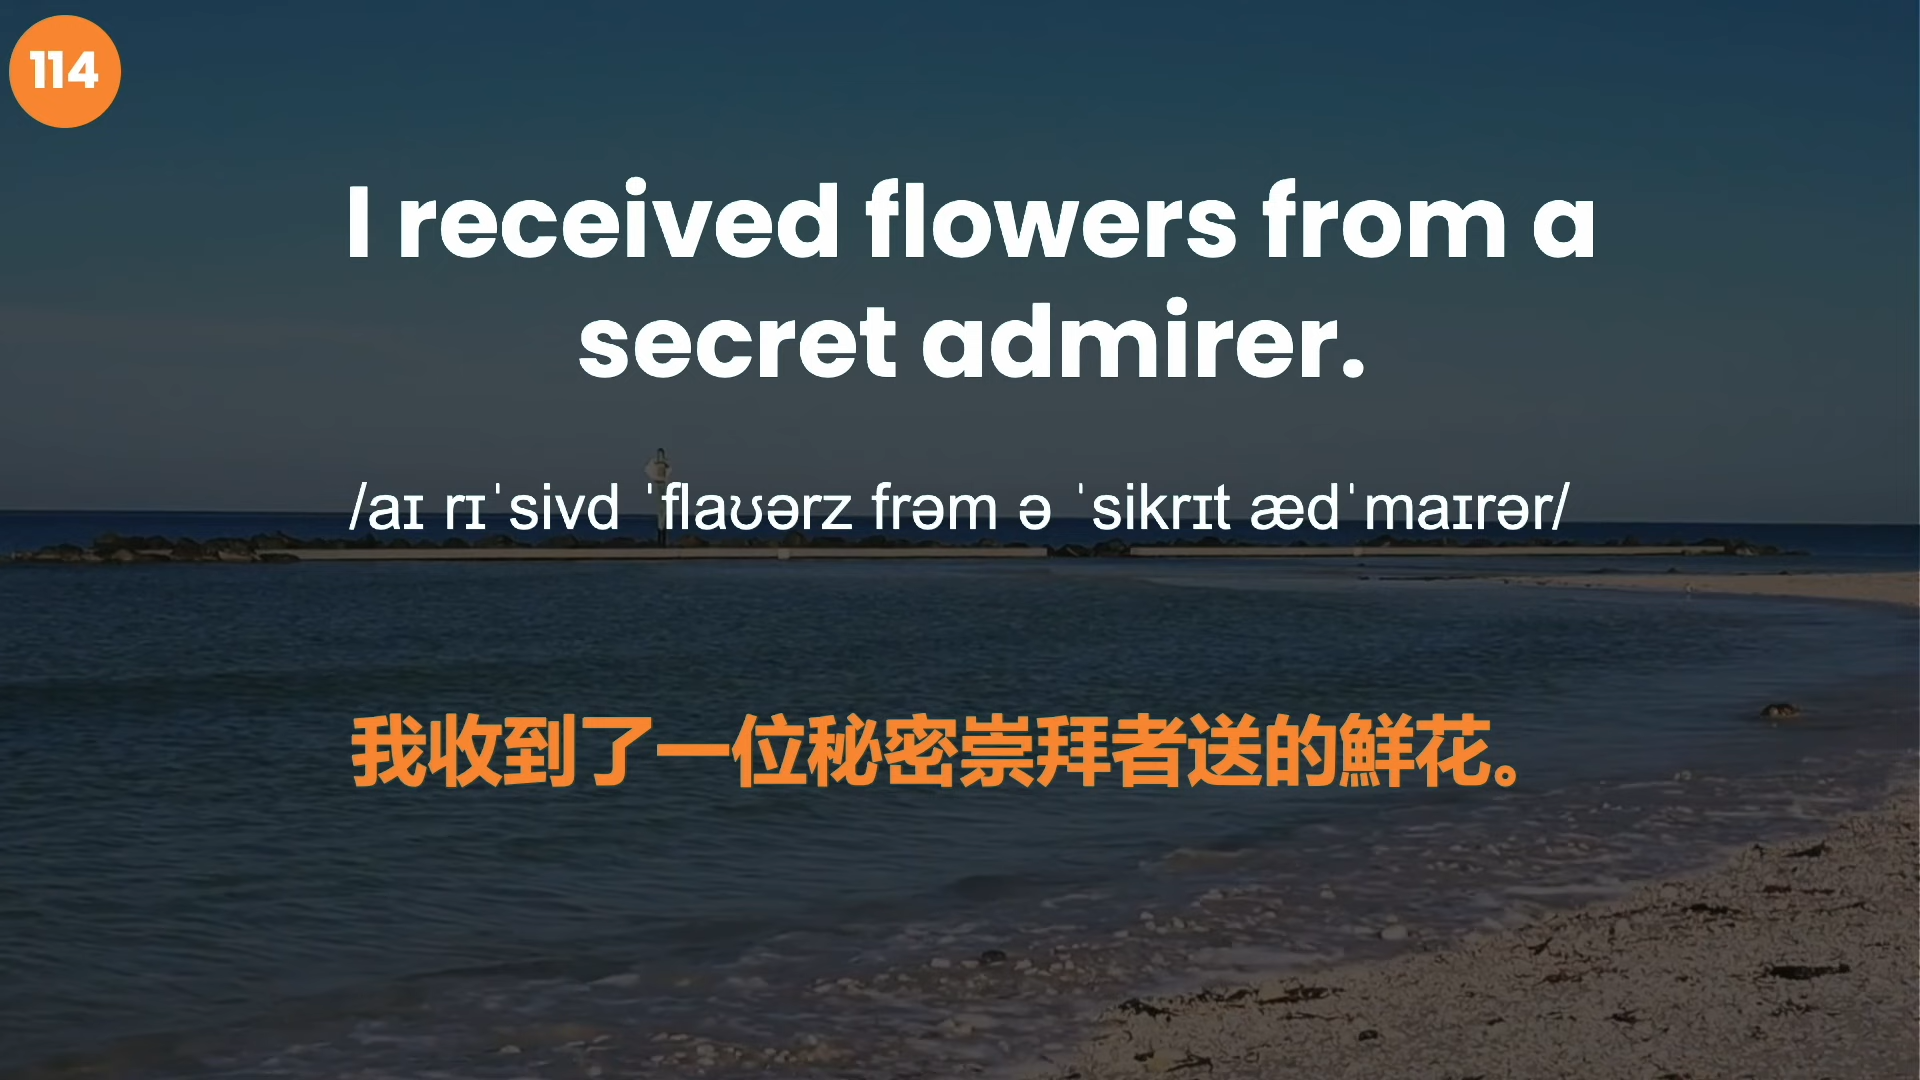 114
I received flowers from a
secret admirer.
/aɪ rɪˈsivd ˈflaʊərz frəm ə ˈsikrɪt ædˈmaɪrər/
我收到了一位秘密崇拜者送的鮮花。